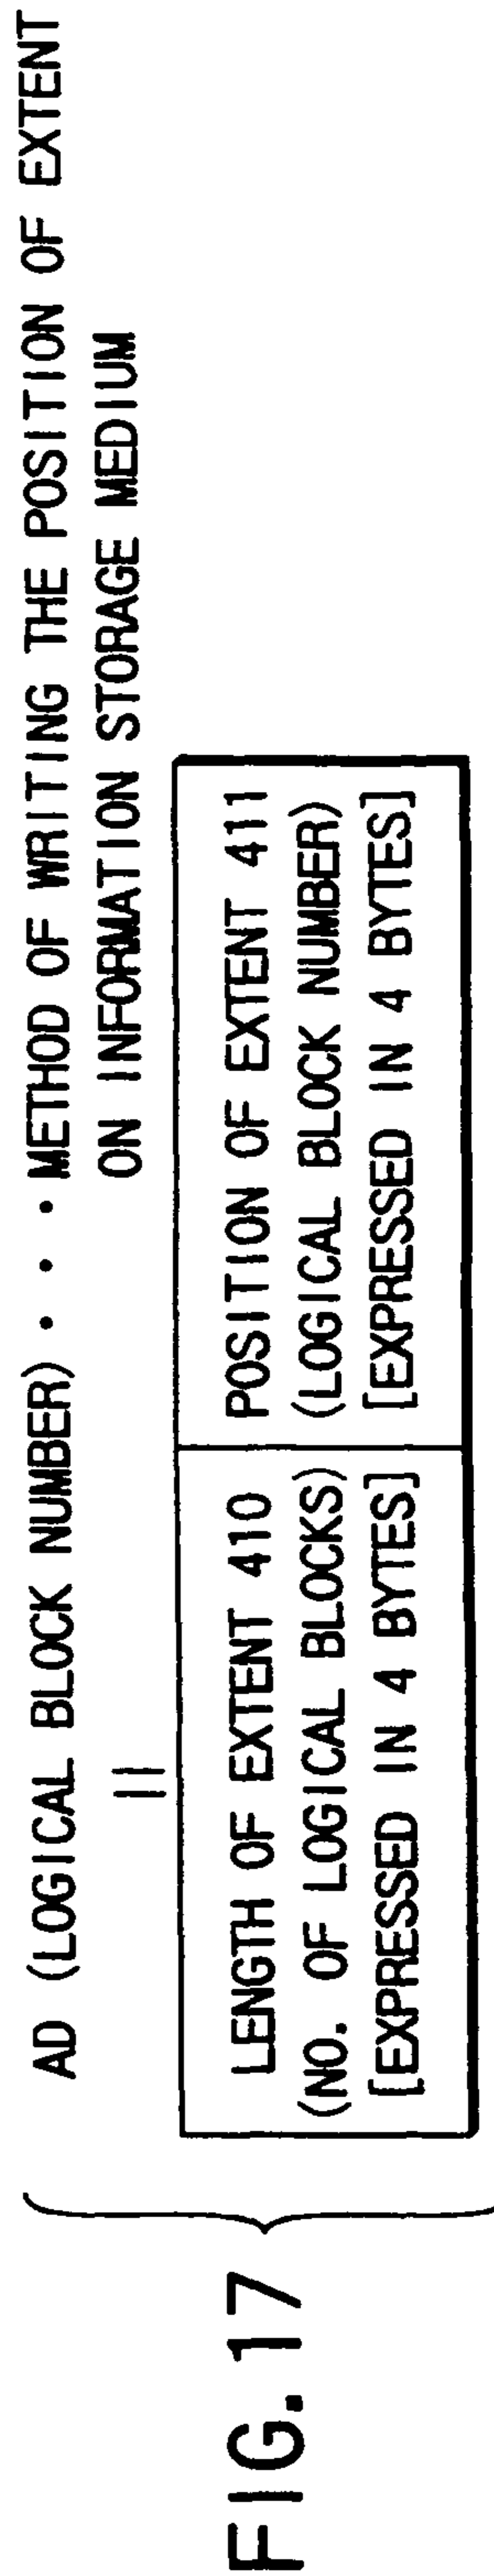 FIG. 17
AD (LOGICAL BLOCK NUMBER) · · · METHOD OF WRITING THE POSITION OF EXTENT
ON INFORMATION STORAGE MEDIUM
=
LENGTH OF EXTENT 410
(NO. OF LOGICAL BLOCKS)
[EXPRESSED IN 4 BYTES]
POSITION OF EXTENT 411
(LOGICAL BLOCK NUMBER)
[EXPRESSED IN 4 BYTES]